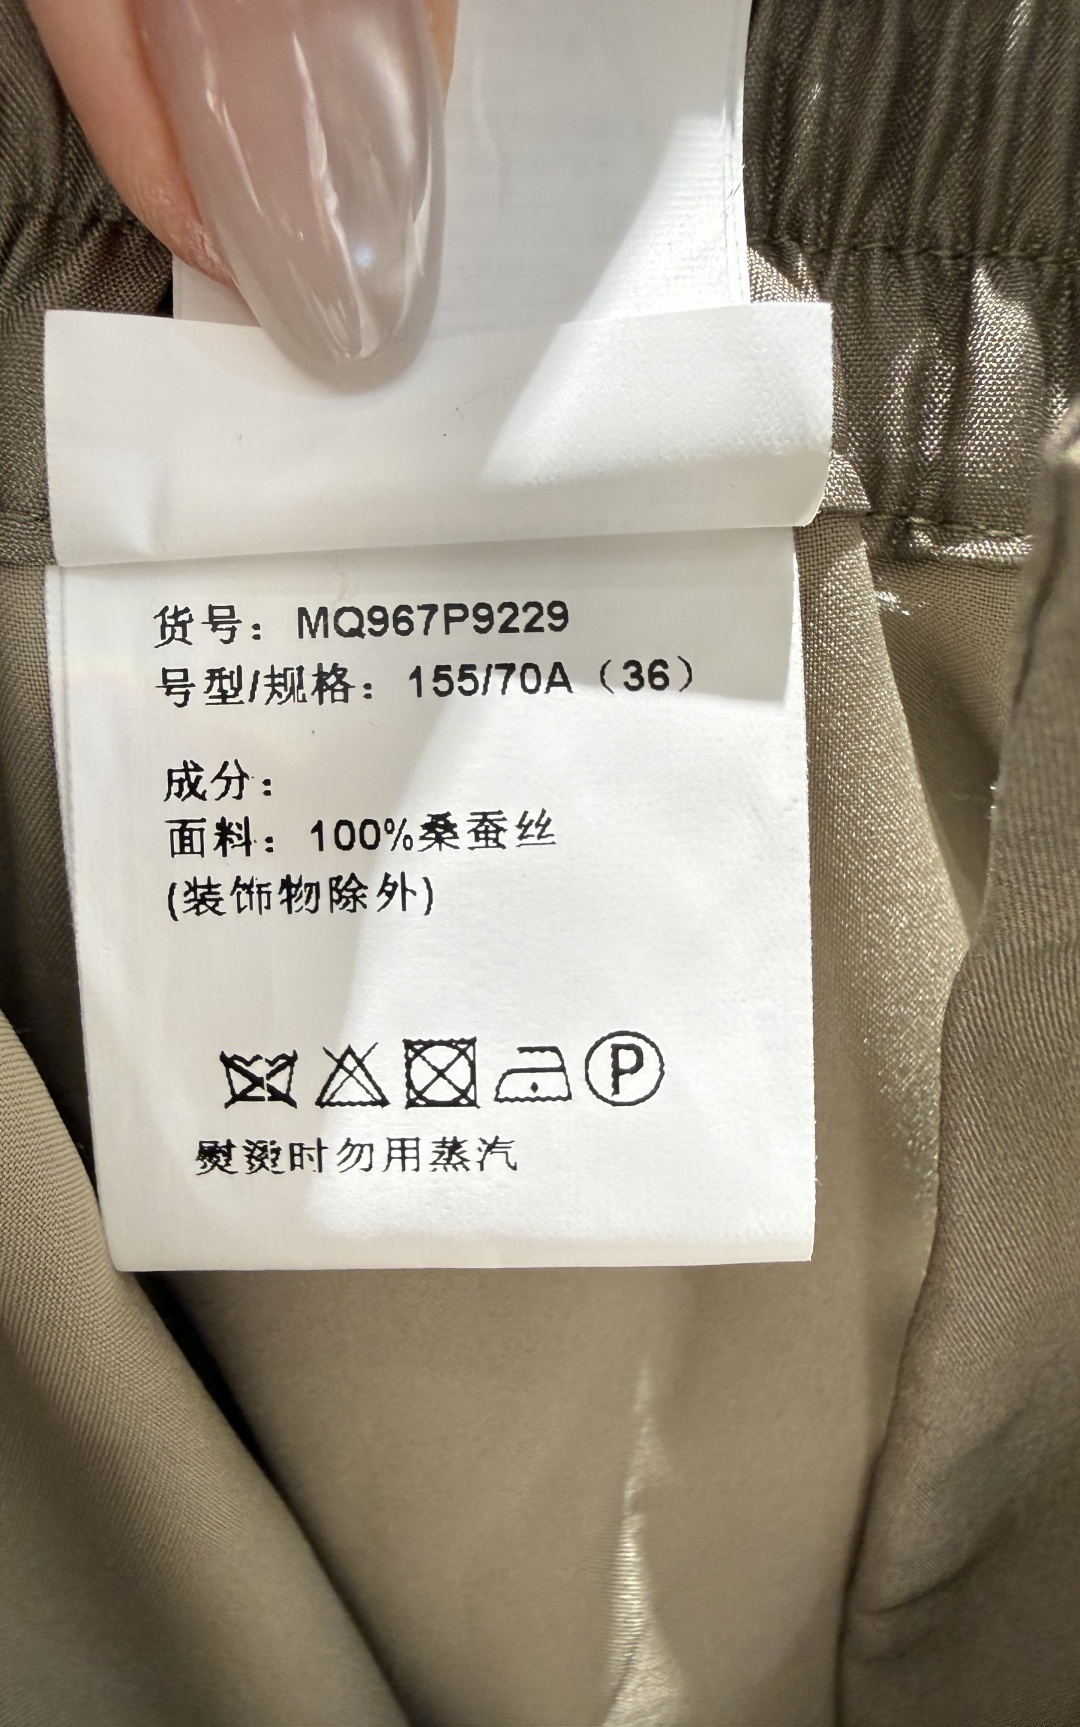 货号：MQ967P9229
号型/规格：155/70A（36）
成分：
面料：100%桑蚕丝
(装饰物除外)
P
熨烫时勿用蒸汽